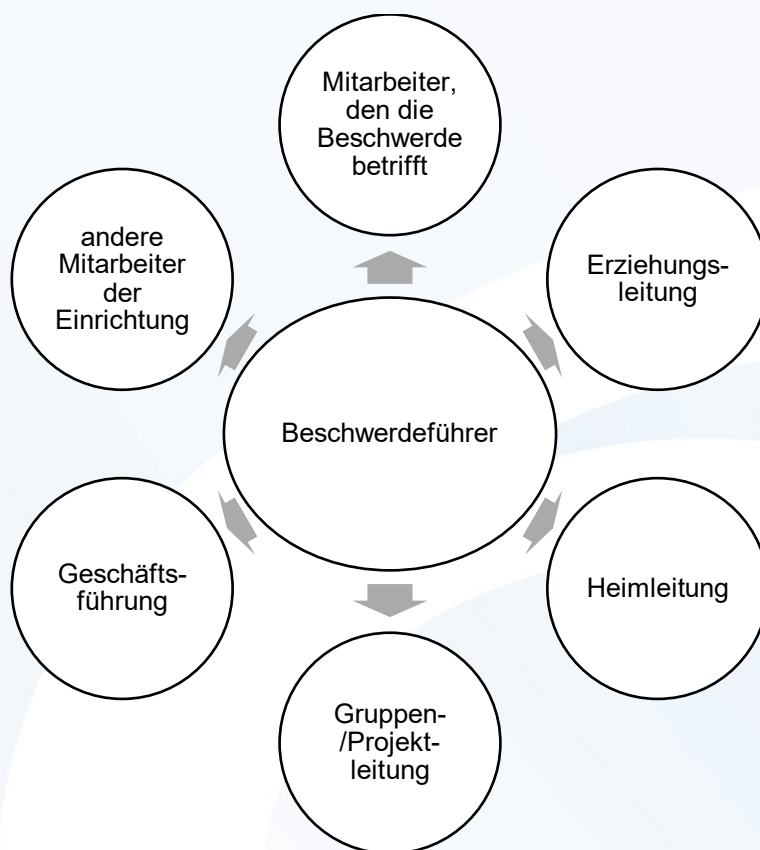 Mitarbeiter,
den die
Beschwerde
betrifft
andere
Mitarbeiter
der
Einrichtung
Erziehungs-
leitung
Beschwerdeführer
Geschäfts-
führung
Heimleitung
Gruppen-
/Projekt-
leitung